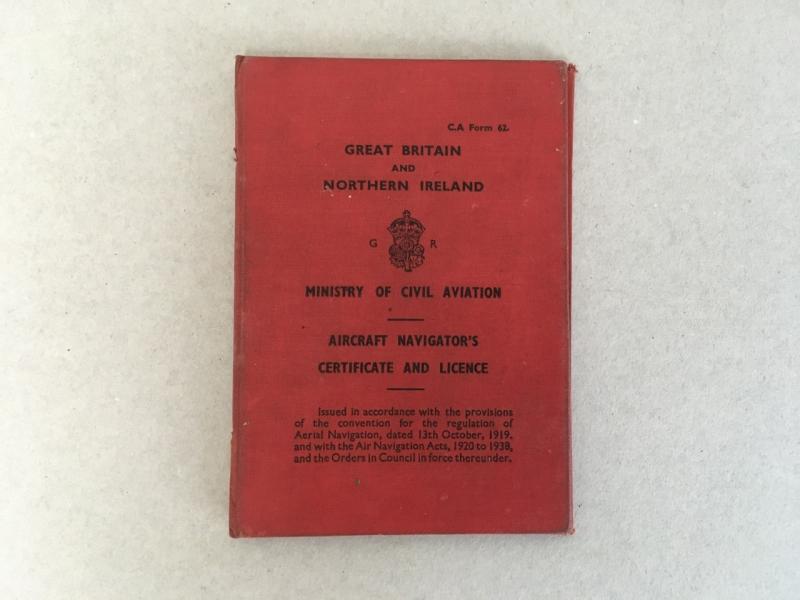 C.A Form 62.
GREAT BRITAIN
AND
NORTHERN IRELAND
G R
MINISTRY OF CIVIL AVIATION
AIRCRAFT NAVIGATOR'S
CERTIFICATE AND LICENCE
Issued in accordance with the provisions
of the convention for the regulation of
Aerial Navigation, dated 13th October, 1919,
and with the Air Navigation Acts, 1920 to 1938,
and the Orders in Council in force thereunder.